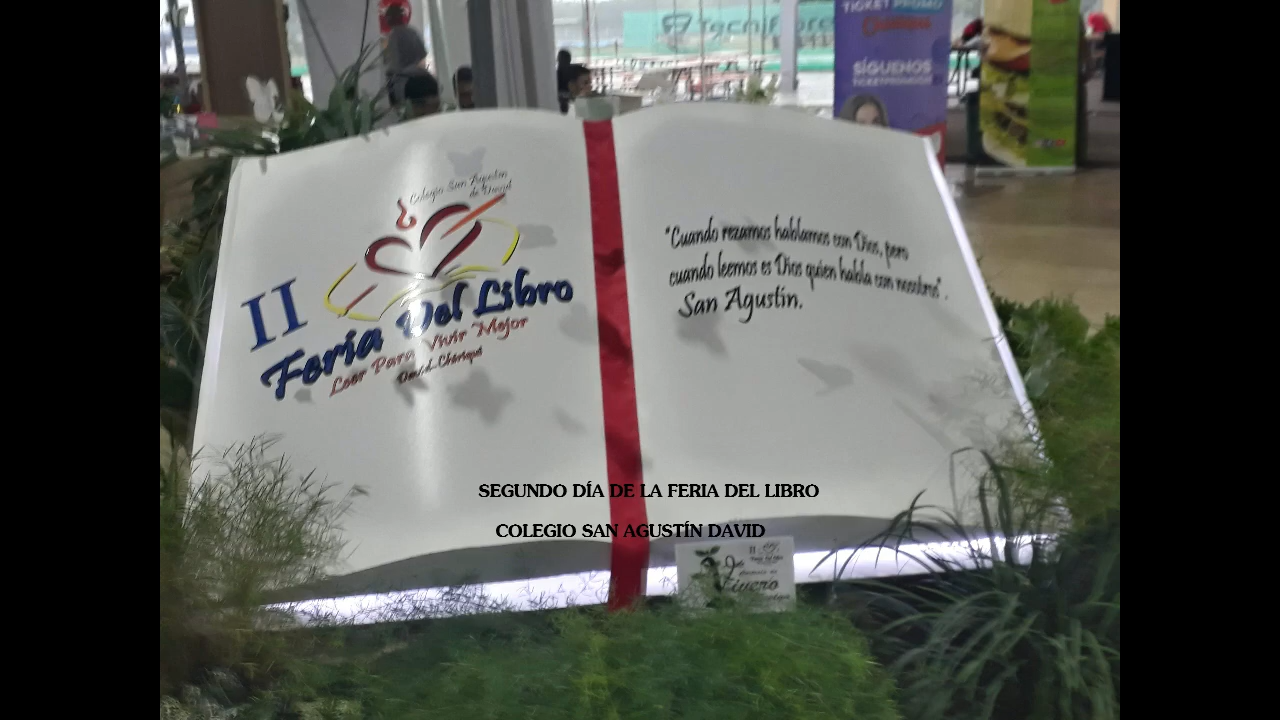 Tecnifibre
TICKET PROMO
SÍGUENOS
Colegio San Agustín
de David
II
Feria Del Libro
Leer Para Vivir Mejor
David-Chiriquí
"Cuando rezamos hablamos con Dios, pero
cuando leemos es Dios quien habla con nosotros".
San Agustín.
SEGUNDO DÍA DE LA FERIA DEL LIBRO
COLEGIO SAN AGUSTÍN DAVID
Vivero